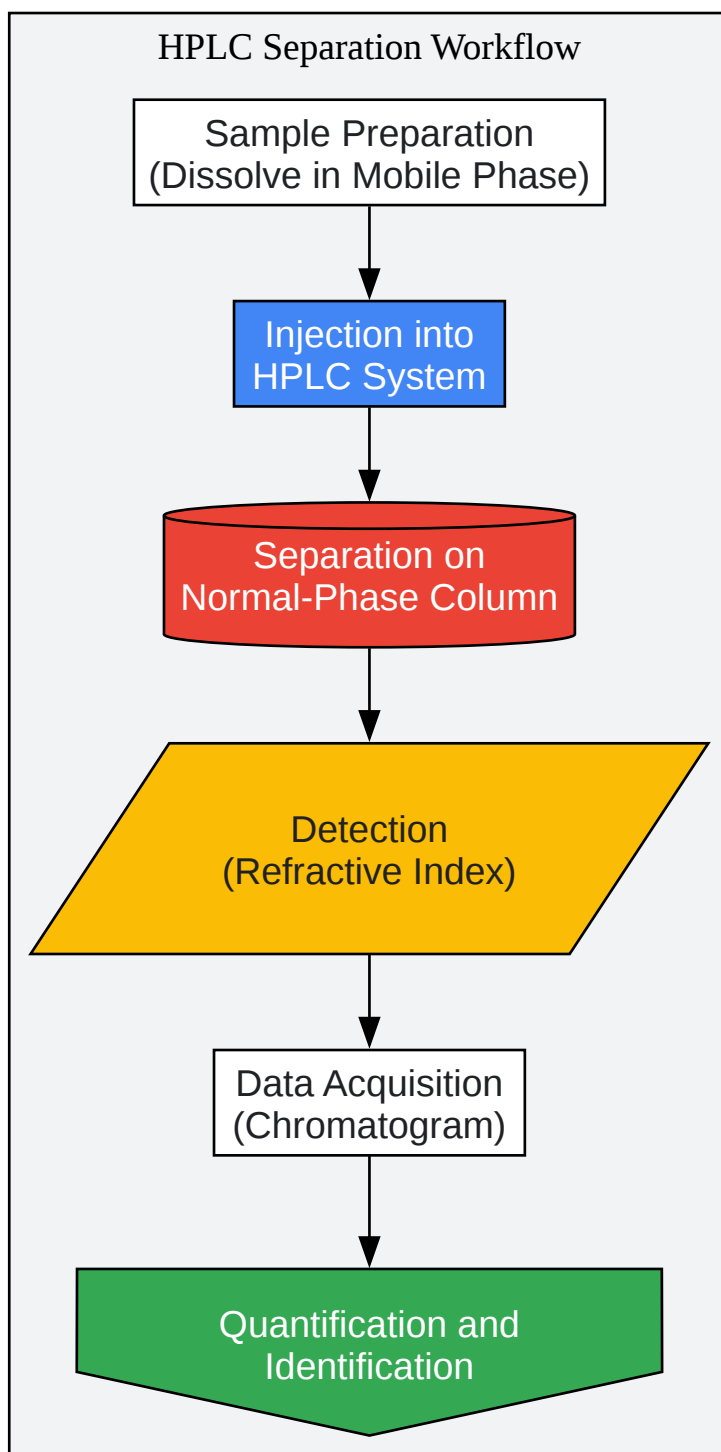 HPLC Separation Workflow
Sample Preparation
(Dissolve in Mobile Phase)
Injection into
HPLC System
Separation on
Normal-Phase Column
Detection
(Refractive Index)
Data Acquisition
(Chromatogram)
Quantification and
Identification